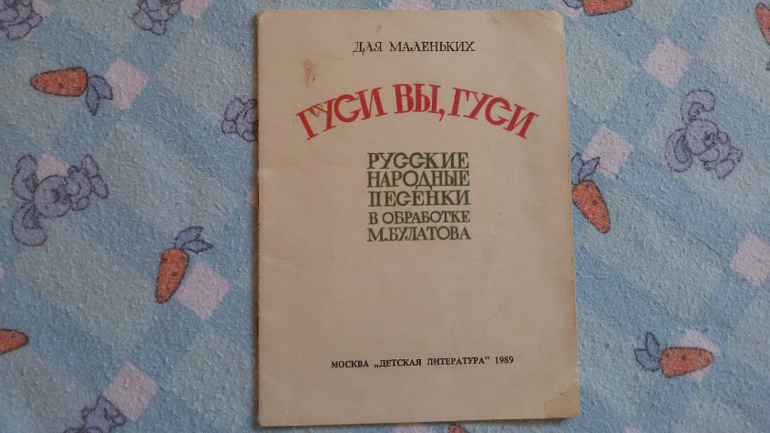 ДЛЯ МАЛЕНЬКИХ
ГУСИ ВЫ, ГУСИ
РУССКИЕ
НАРОДНЫЕ
ПЕСЕНКИ
В ОБРАБОТКЕ
М.БУЛАТОВА
МОСКВА „ДЕТСКАЯ ЛИТЕРАТУРА" 1989